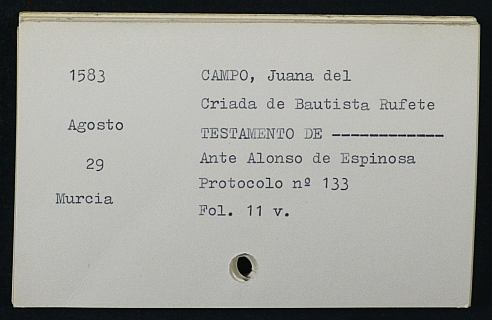 1583
CAMPO, Juana del
Criada de Bautista Rufete
Agosto
TESTAMENTO DE ------------
29
Ante Alonso de Espinosa
Protocolo nº 133
Murcia
Fol. 11 v.